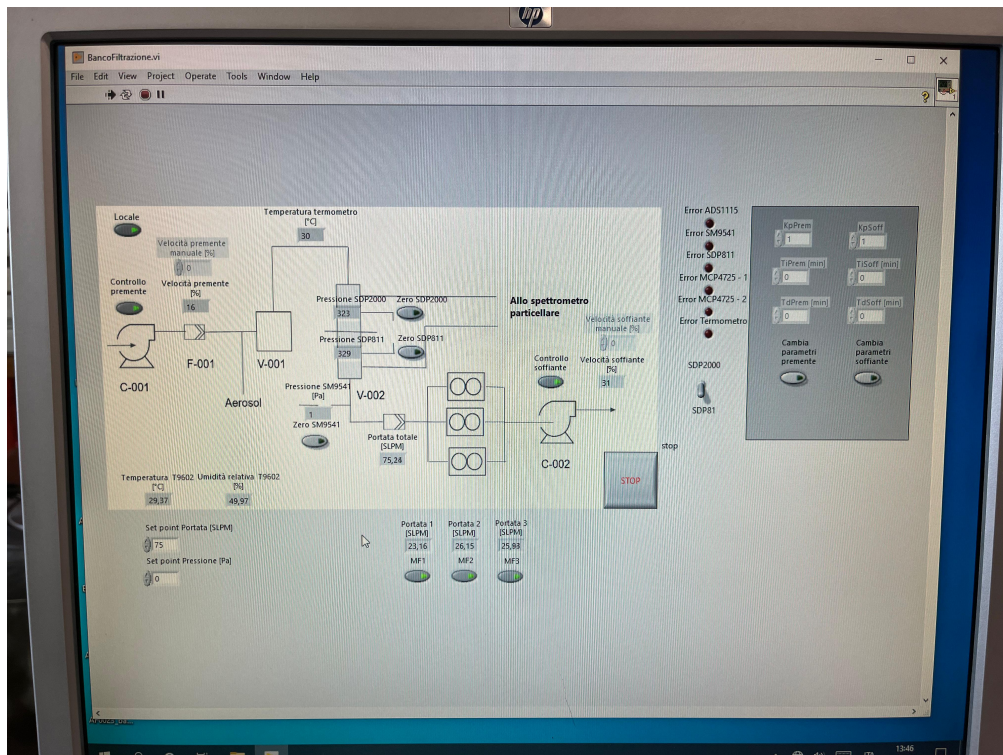 hp
BancoFiltrazione.vi
File Edit View Project Operate Tools Window Help
Locale
Velocità premente
manuale [%]
0
Controllo
premente
Velocità premente
[%]
16
C-001
F-001
V-001
Aerosol
Temperatura termometro
[°C]
30
Pressione SDP2000
323
Zero SDP2000
Pressione SDP811
329
Zero SDP811
Allo spettrometro
particellare
Pressione SM9541
[Pa]
1
Zero SM9541
V-002
Portata totale
[SLPM]
75,24
Velocità soffiante
manuale [%]
0
Controllo
soffiante
Velocità soffiante
[%]
31
C-002
stop
STOP
Temperatura T9602
[°C]
29,37
Umidità relativa T9602
[%]
49,97
Set point Portata [SLPM]
75
Set point Pressione [Pa]
0
Portata 1
[SLPM]
23,16
MF1
Portata 2
[SLPM]
26,15
MF2
Portata 3
[SLPM]
25,93
MF3
Error ADS1115
Error SM9541
Error SDP811
Error MCP4725 - 1
Error MCP4725 - 2
Error Termometro
SDP2000
SDP81
KpPrem
1
KpSoff
1
TiPrem [min]
0
TiSoff [min]
0
TdPrem [min]
0
TdSoff [min]
0
Cambia
parametri
premente
Cambia
parametri
soffiante
13:46